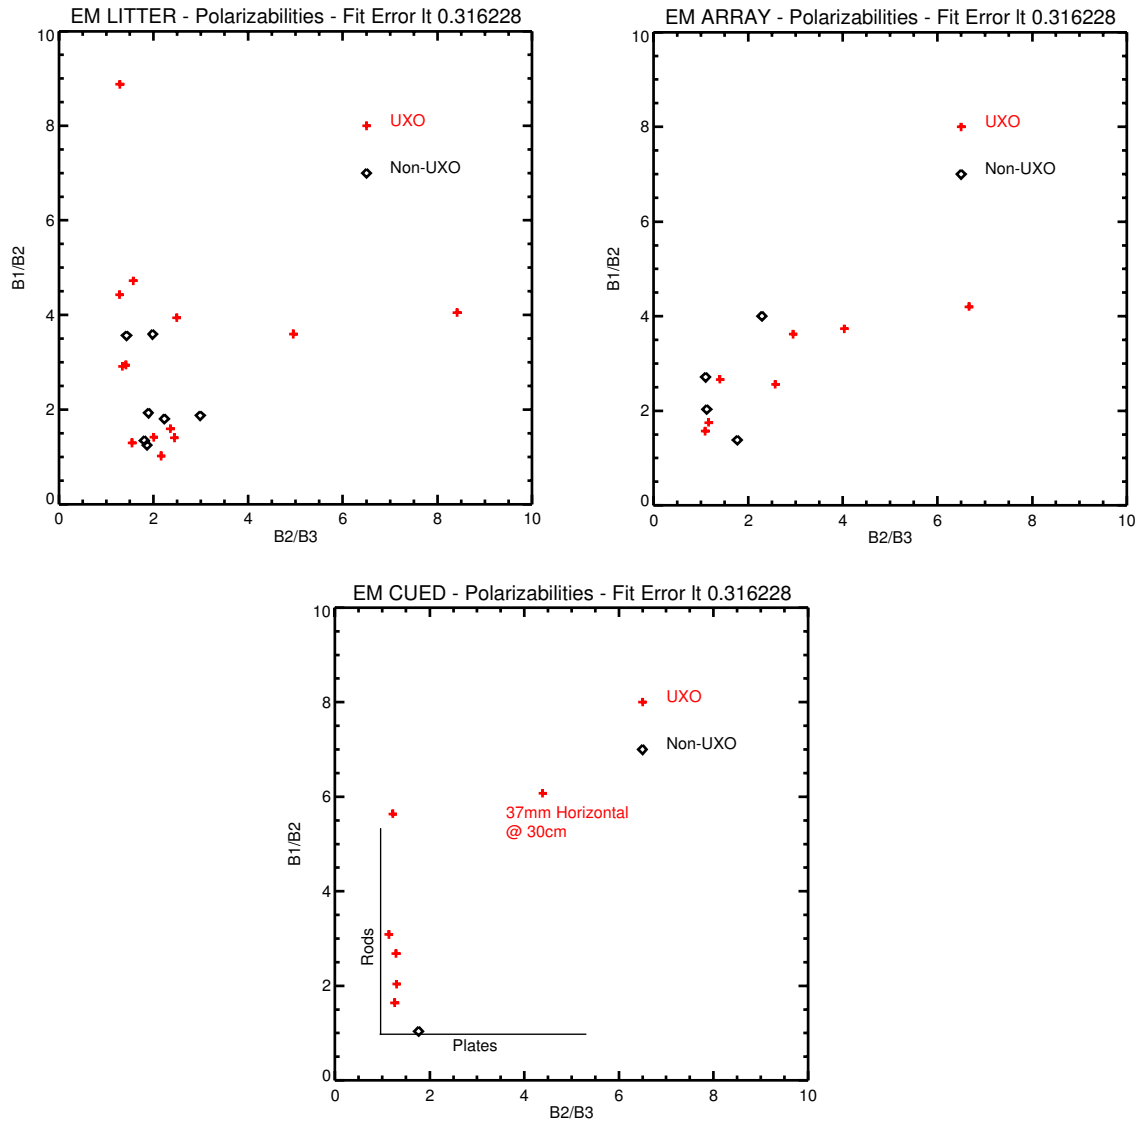 EM LITTER - Polarizabilities - Fit Error lt 0.316228
10
8
6
4
2
0
B1/B2
UXO
Non-UXO
0 2 4 6 8 10
B2/B3
EM ARRAY - Polarizabilities - Fit Error lt 0.316228
10
8
6
4
2
0
B1/B2
UXO
Non-UXO
0 2 4 6 8 10
B2/B3
EM CUED - Polarizabilities - Fit Error lt 0.316228
10
8
6
4
2
0
B1/B2
UXO
Non-UXO
37mm Horizontal
@ 30cm
Rods
Plates
0 2 4 6 8 10
B2/B3